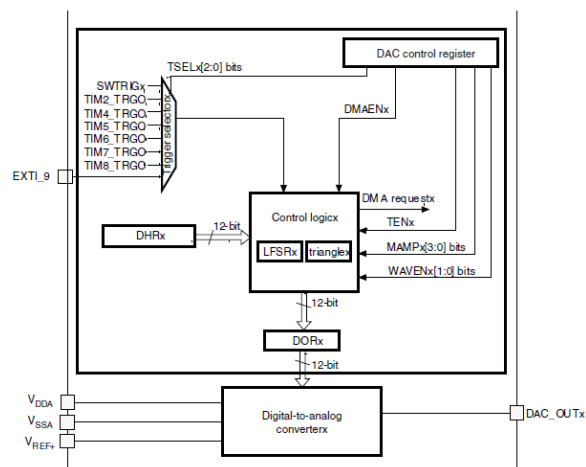 DAC control register
TSELx[2:0] bits
SWTRIGx
TIM2_TRGO
TIM4_TRGO
TIM5_TRGO
TIM6_TRGO
TIM7_TRGO
TIM8_TRGO
Trigger selectorx
DMAENx
EXTI_9
DMA requestx
Control logicx
TENx
12-bit
DHRx
LFSRx
trianglex
MAMPx[3:0] bits
WAVENx[1:0] bits
12-bit
DORx
12-bit
VDDA
VSSA
VREF+
Digital-to-analog
converterx
DAC_OUTx